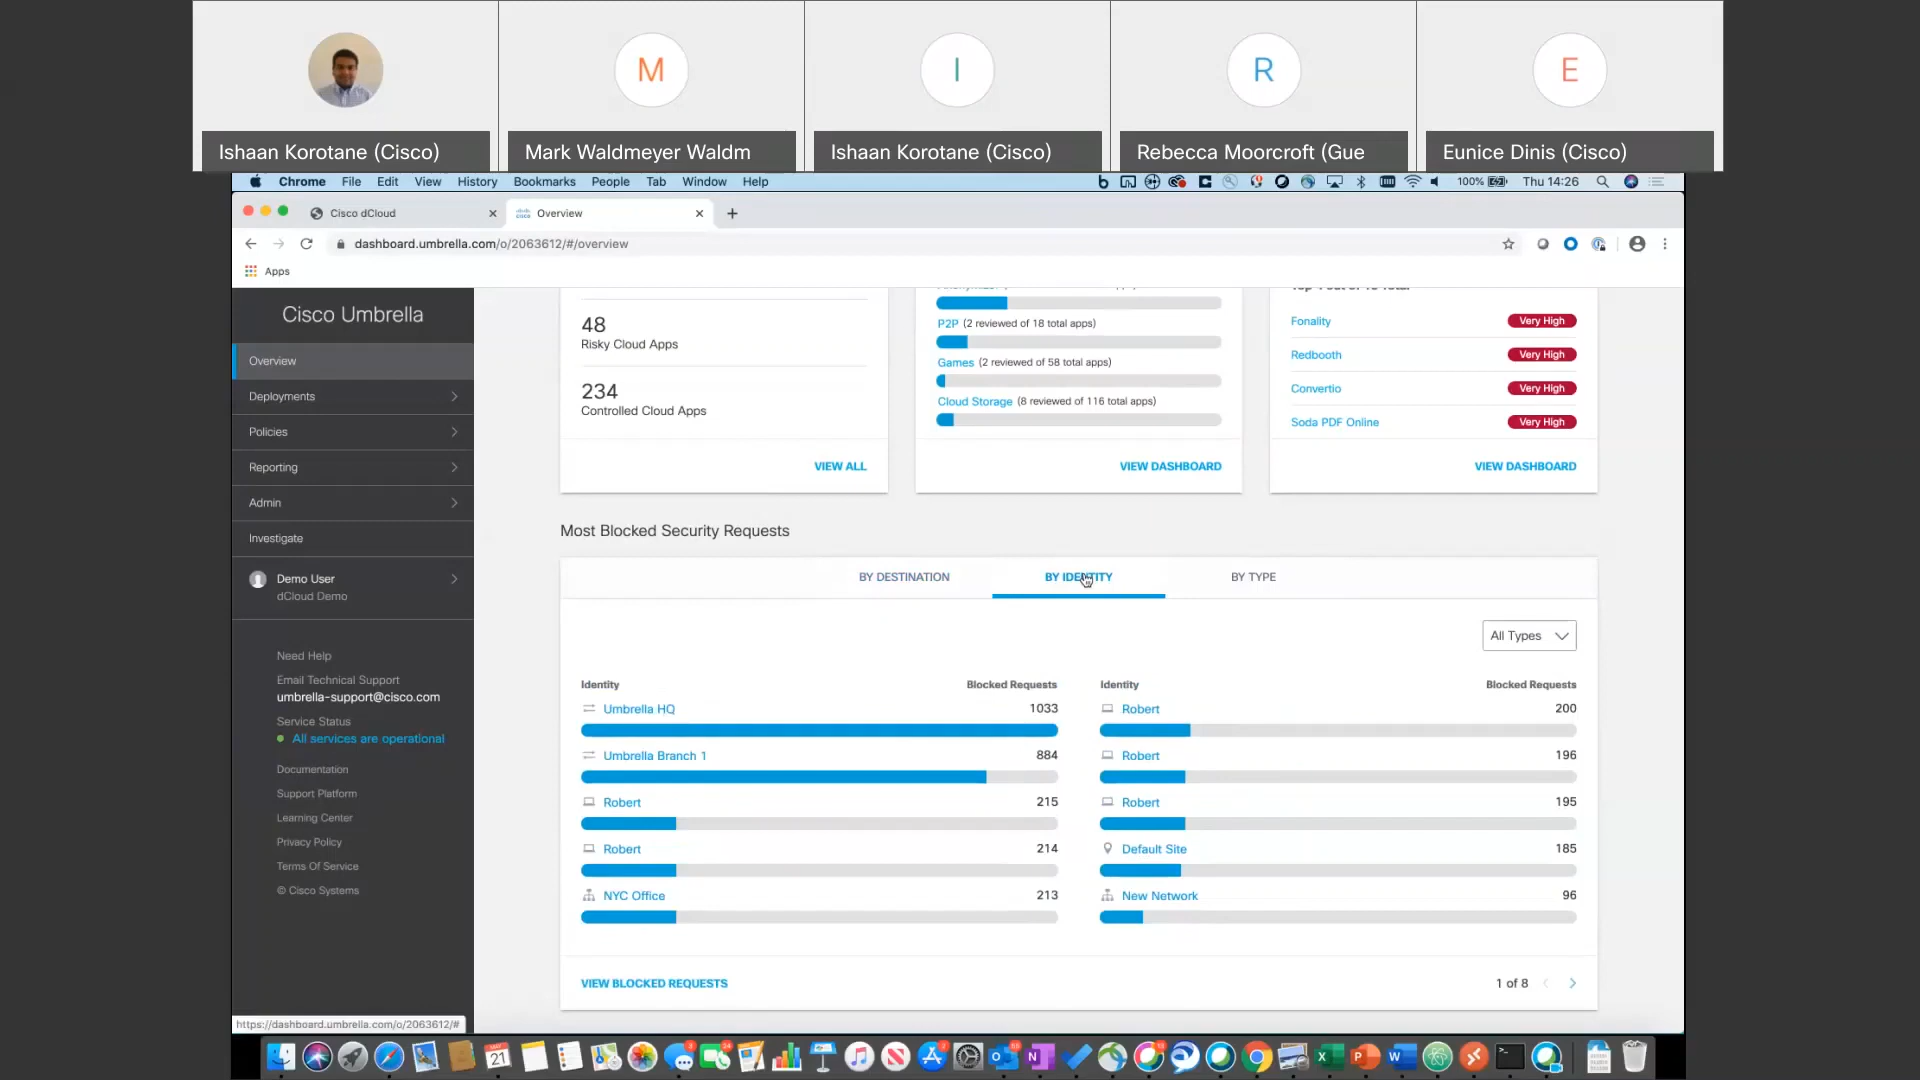 M
I
R
E
Ishaan Korotane (Cisco)
Mark Waldmeyer Waldm
Ishaan Korotane (Cisco)
Rebecca Moorcroft (Gue
Eunice Dinis (Cisco)
Chrome File Edit View History Bookmarks People Tab Window Help
100% Thu 14:26
Cisco dCloud
Overview
dashboard.umbrella.com/o/2063612/#/overview
Apps
Cisco Umbrella
Overview
Deployments
Policies
Reporting
Admin
Investigate
Demo User
dCloud Demo
Need Help
Email Technical Support
umbrella-support@cisco.com
Service Status
All services are operational
Documentation
Support Platform
Learning Center
Privacy Policy
Terms Of Service
© Cisco Systems
https://dashboard.umbrella.com/o/2063612/#
48
Risky Cloud Apps
234
Controlled Cloud Apps
VIEW ALL
P2P (2 reviewed of 18 total apps)
Games (2 reviewed of 58 total apps)
Cloud Storage (8 reviewed of 116 total apps)
VIEW DASHBOARD
Fonality Very High
Redbooth Very High
Convertio Very High
Soda PDF Online Very High
VIEW DASHBOARD
Most Blocked Security Requests
BY DESTINATION
BY IDENTITY
BY TYPE
All Types
Identity Blocked Requests
Umbrella HQ 1033
Umbrella Branch 1 884
Robert 215
Robert 214
NYC Office 213
Identity Blocked Requests
Robert 200
Robert 196
Robert 195
Default Site 185
New Network 96
VIEW BLOCKED REQUESTS
1 of 8